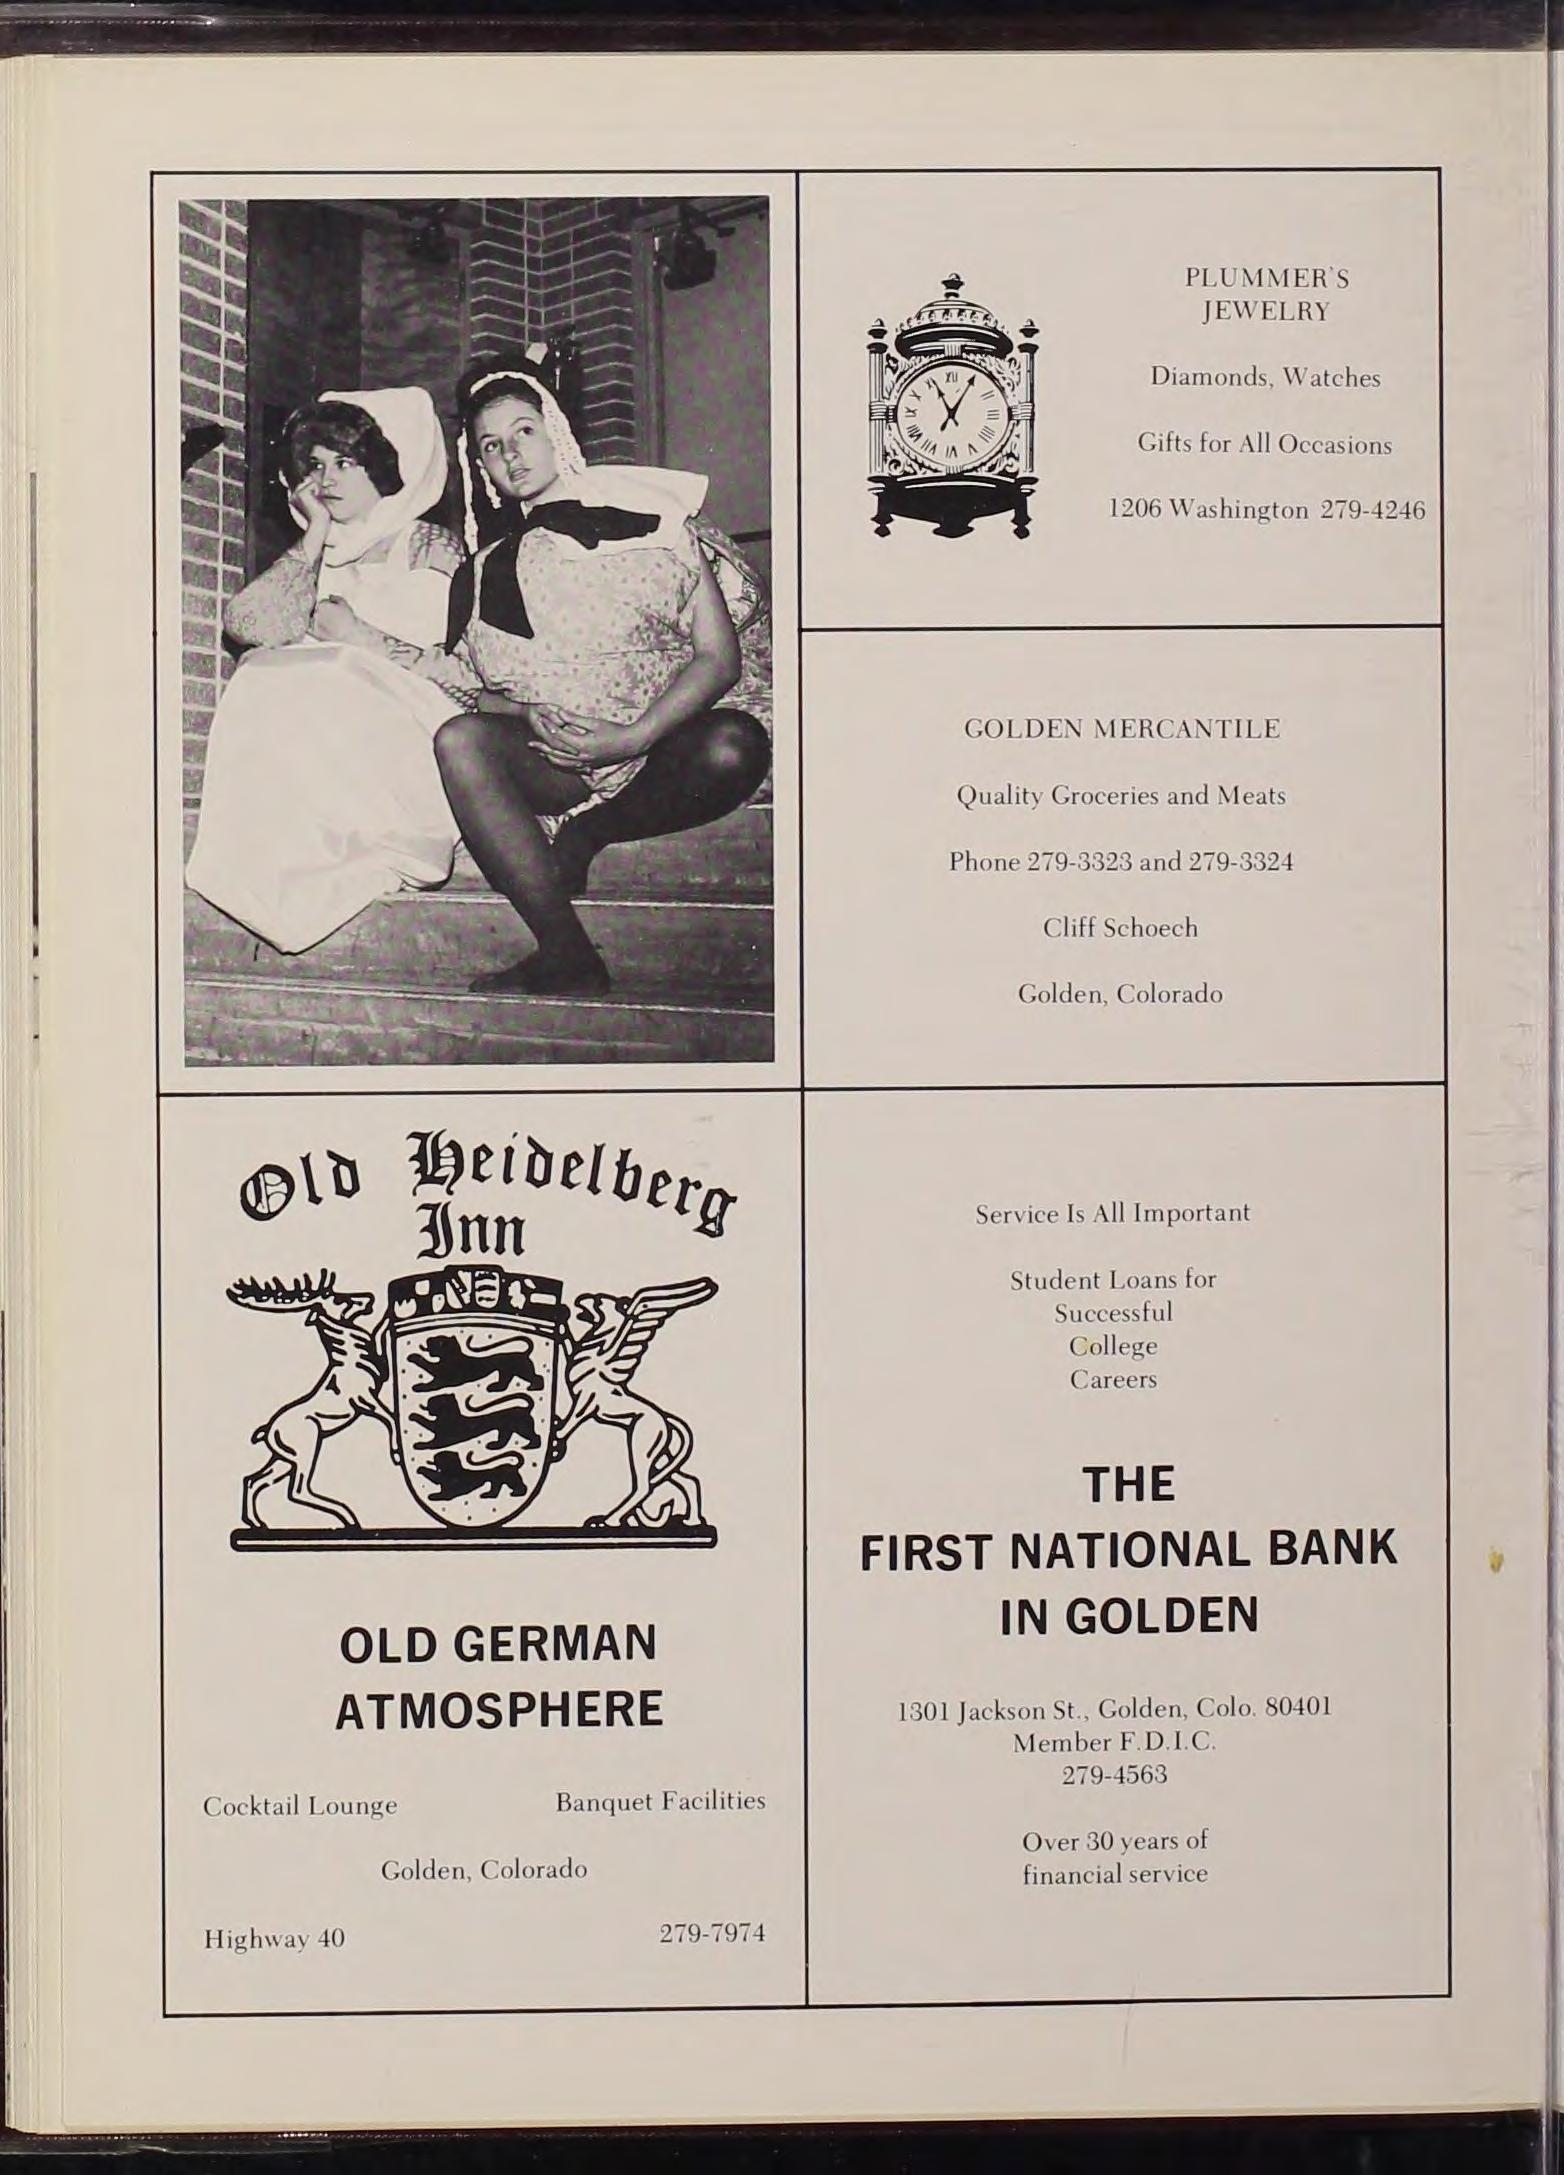 PLUMMER'S
JEWELRY
Diamonds, Watches
Gifts for All Occasions
1206 Washington 279-4246
GOLDEN MERCANTILE
Quality Groceries and Meats
Phone 279-3323 and 279-3324
Cliff Schoech
Golden, Colorado
Old Heidelberg
Inn
OLD GERMAN
ATMOSPHERE
Cocktail Lounge Banquet Facilities
Golden, Colorado
Highway 40 279-7974
Service Is All Important
Student Loans for
Successful
College
Careers
THE
FIRST NATIONAL BANK
IN GOLDEN
1301 Jackson St., Golden, Colo. 80401
Member F.D.I.C.
279-4563
Over 30 years of
financial service